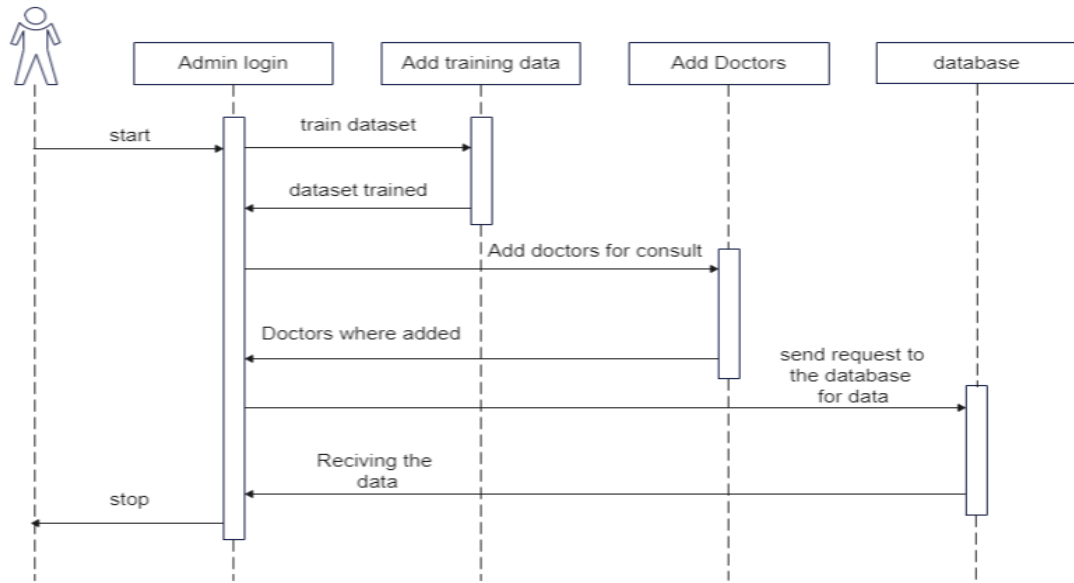 Admin login
Add training data
Add Doctors
database
start
train dataset
dataset trained
Add doctors for consult
Doctors where added
send request to
the database
for data
Reciving the
data
stop